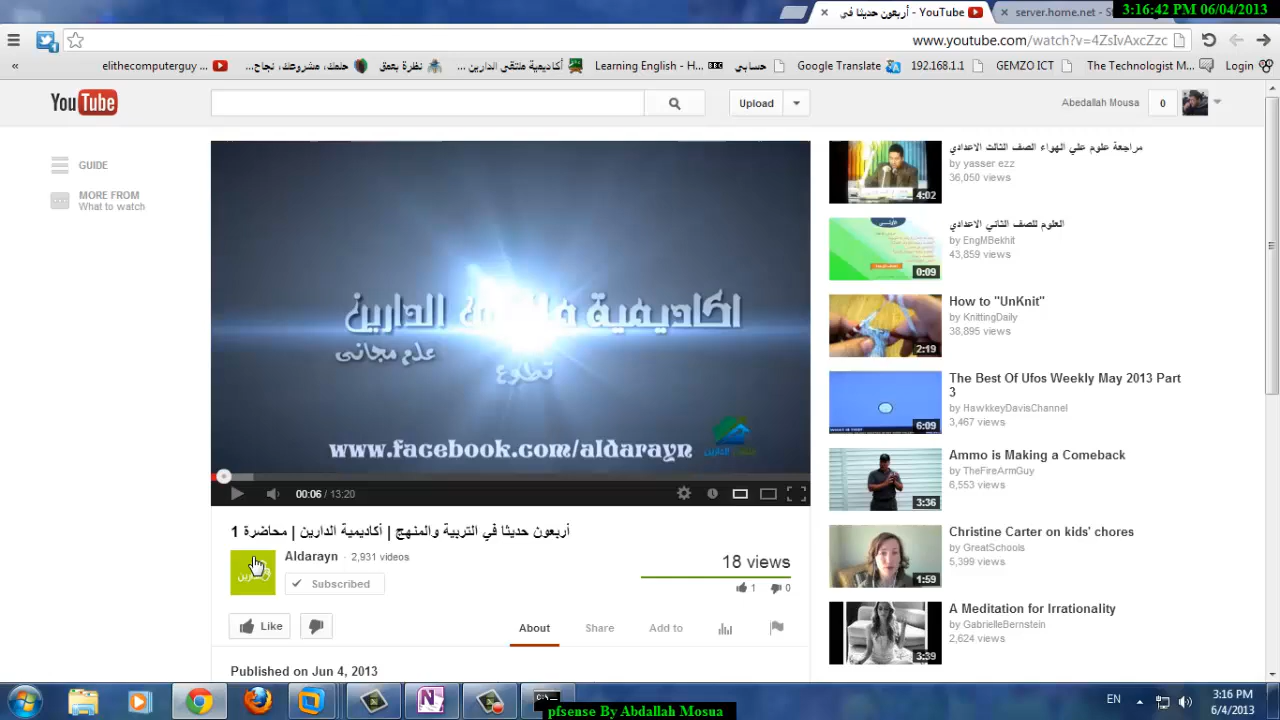 3:16:42 PM 06/04/2013
أربعون حديثا في - YouTube
server.home.net - St
www.youtube.com/watch?v=4ZsIvAxcZzc
elithecomputerguy ...
حلمك، مشروعك، نجاح...
نظرة بعمق
أكاديمية ملتقى الدارين ...
Learning English - H...
حسابي
Google Translate
192.168.1.1
GEMZO ICT
The Technologist M...
Login
YouTube
Upload
Abedallah Mousa
0
GUIDE
MORE FROM
What to watch
اكاديمية
الدارين
علم مجاني
www.facebook.com/aldarayn
00:06 / 13:20
أربعون حديثا في التربية والمنهج | أكاديمية الدارين | محاضرة 1
Aldarayn · 2,931 videos
Subscribed
18 views
1
0
Like
About
Share
Add to
blished on Jun 4, 2013
مراجعة علوم علي الهواء الصف الثالث الاعدادي
by yasser ezz
36,050 views
4:02
العلوم للصف الثاني الاعدادي
by EngMBekhit
43,859 views
0:09
How to "UnKnit"
by KnittingDaily
38,895 views
2:19
The Best Of Ufos Weekly May 2013 Part
3
by HawkkeyDavisChannel
3,467 views
6:09
Ammo is Making a Comeback
by TheFireArmGuy
6,553 views
3:36
Christine Carter on kids' chores
by GreatSchools
5,399 views
1:59
A Meditation for Irrationality
by GabrielleBernstein
2,624 views
3:39
pfsense By Abdallah Mosua
EN
3:16 PM
6/4/2013